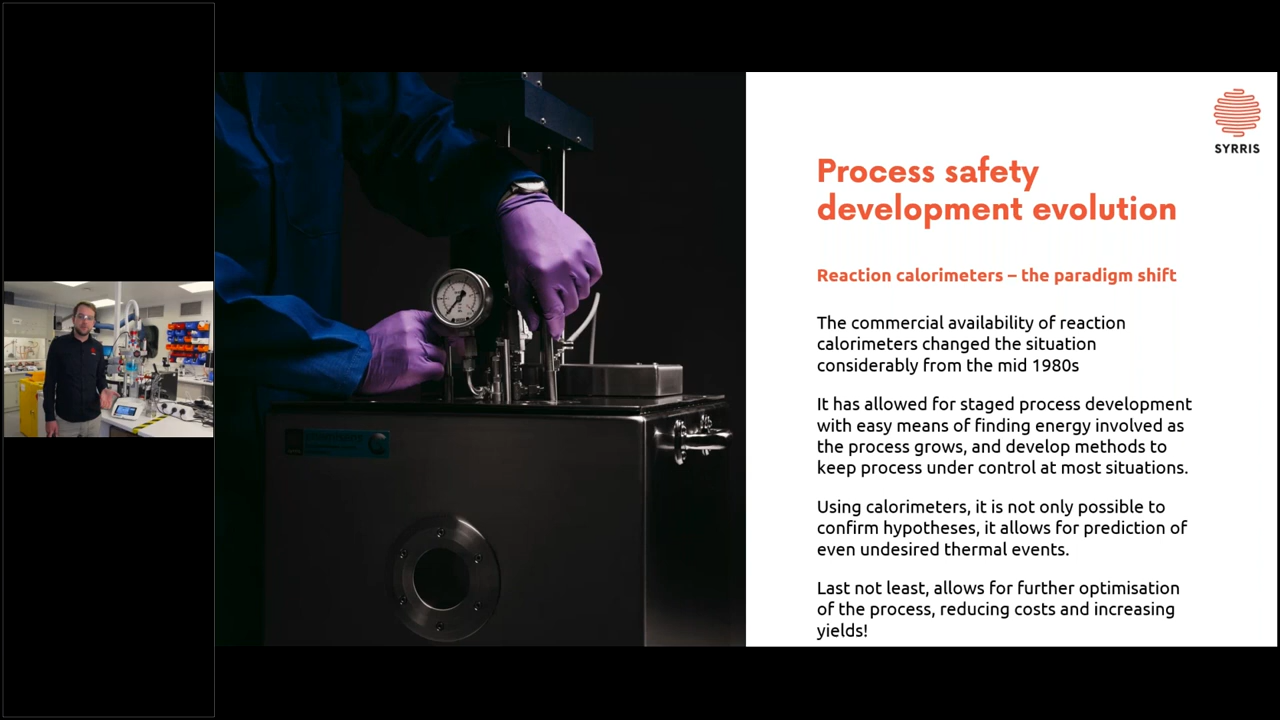 SYRRIS
Process safety
development evolution
Reaction calorimeters – the paradigm shift
The commercial availability of reaction
calorimeters changed the situation
considerably from the mid 1980s
It has allowed for staged process development
with easy means of finding energy involved as
the process grows, and develop methods to
keep process under control at most situations.
Using calorimeters, it is not only possible to
confirm hypotheses, it allows for prediction of
even undesired thermal events.
Last not least, allows for further optimisation
of the process, reducing costs and increasing
yields!